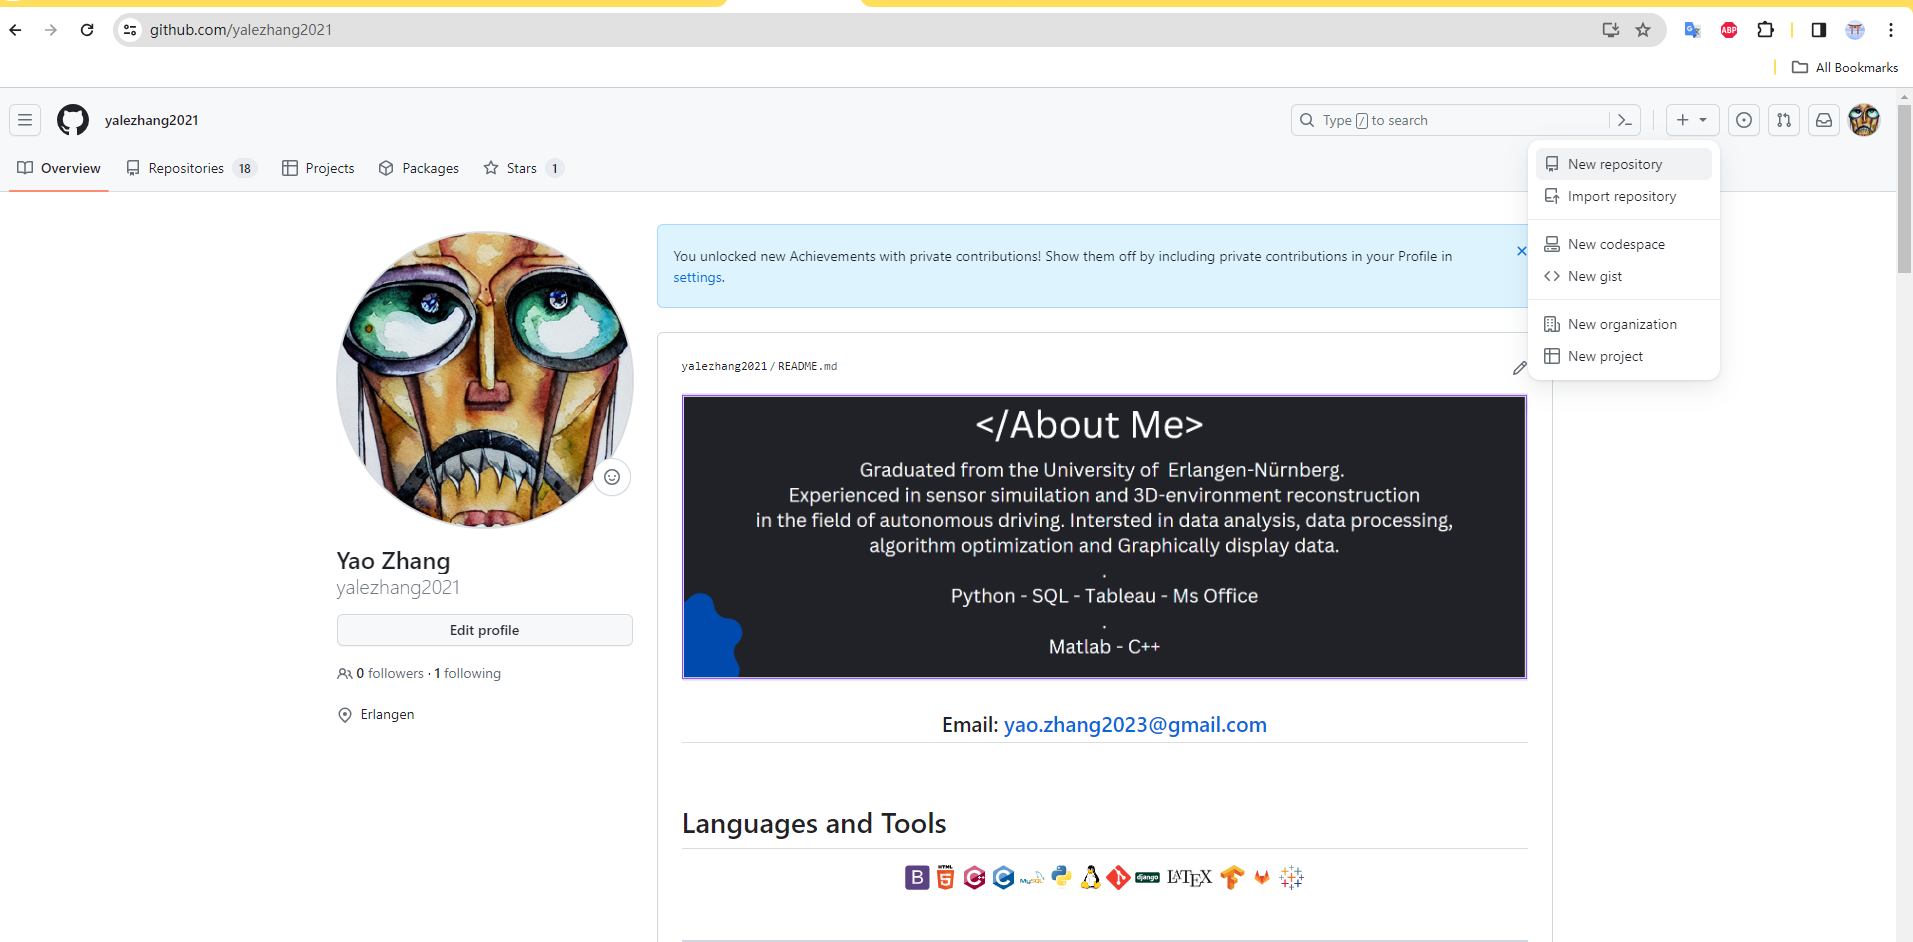 github.com/yalezhang2021
ABP
All Bookmarks
yalezhang2021
Type / to search
Overview
Repositories 18
Projects
Packages
Stars 1
New repository
Import repository
New codespace
New gist
New organization
New project
You unlocked new Achievements with private contributions! Show them off by including private contributions in your Profile in
settings.
yalezhang2021/README.md
</About Me>
Graduated from the University of Erlangen-Nürnberg.
Experienced in sensor simuilation and 3D-environment reconstruction
in the field of autonomous driving. Intersted in data analysis, data processing,
algorithm optimization and Graphically display data.
.
Python - SQL - Tableau - Ms Office
.
Matlab - C++
Yao Zhang
yalezhang2021
Edit profile
0 followers · 1 following
Erlangen
Email: yao.zhang2023@gmail.com
Languages and Tools
B HTML 5 C++ C MySQL django LATEX